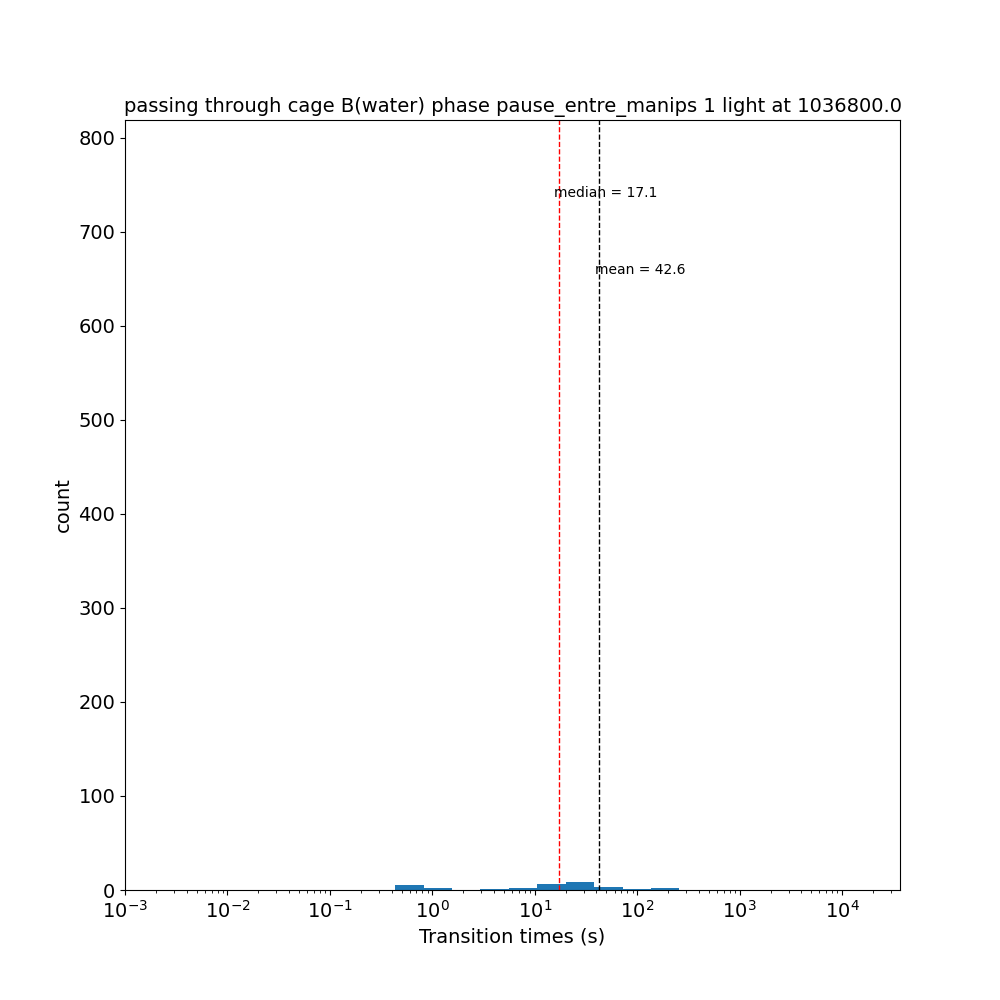 passing through cage B(water) phase pause_entre_manips 1 light at 1036800.0
800
median = 17.1
700
mean = 42.6
600
500
count
400
300
200
100
0
10⁻³ 10⁻² 10⁻¹ 10⁰ 10¹ 10² 10³ 10⁴
Transition times (s)